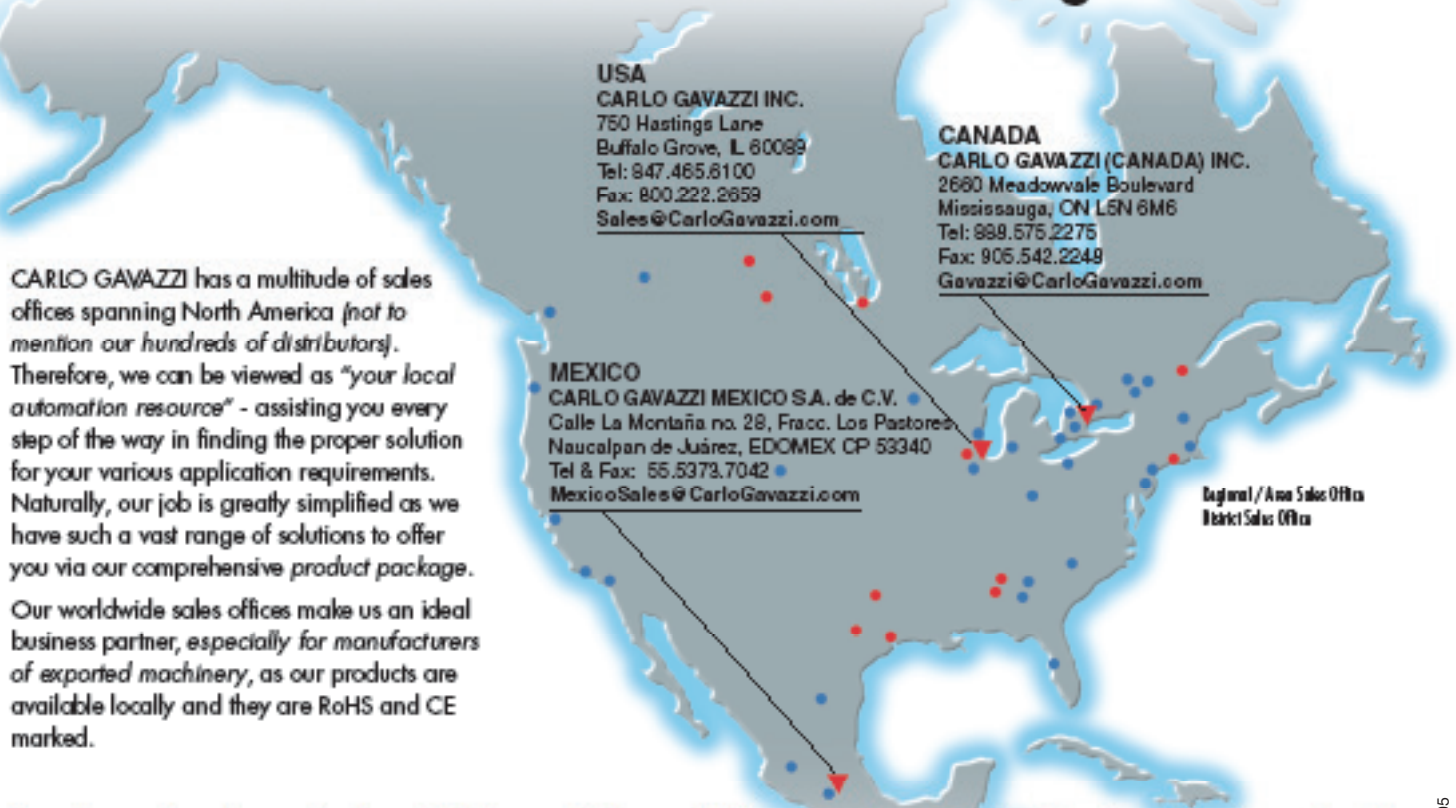 USA
CARLO GAVAZZI INC.
750 Hastings Lane
Buffalo Grove, IL 60089
Tel: 847.465.6100
Fax: 800.222.2659
Sales@CarloGavazzi.com
CANADA
CARLO GAVAZZI (CANADA) INC.
2660 Meadowvale Boulevard
Mississauga, ON L5N 6M6
Tel: 888.575.2275
Fax: 905.542.2248
Gavazzi@CarloGavazzi.com
CARLO GAVAZZI has a multitude of sales
offices spanning North America (not to
mention our hundreds of distributors).
Therefore, we can be viewed as "your local
automation resource" - assisting you every
step of the way in finding the proper solution
for your various application requirements.
Naturally, our job is greatly simplified as we
have such a vast range of solutions to offer
you via our comprehensive product package.
Our worldwide sales offices make us an ideal
business partner, especially for manufacturers
of exported machinery, as our products are
available locally and they are RoHS and CE
marked.
MEXICO
CARLO GAVAZZI MEXICO S.A. de C.V.
Calle La Montaña no. 28, Fracc. Los Pastores
Naucalpan de Juárez, EDOMEX CP 53340
Tel & Fax: 55.5373.7042
MexicoSales@CarloGavazzi.com
Regional / Area Sales Office
District Sales Office